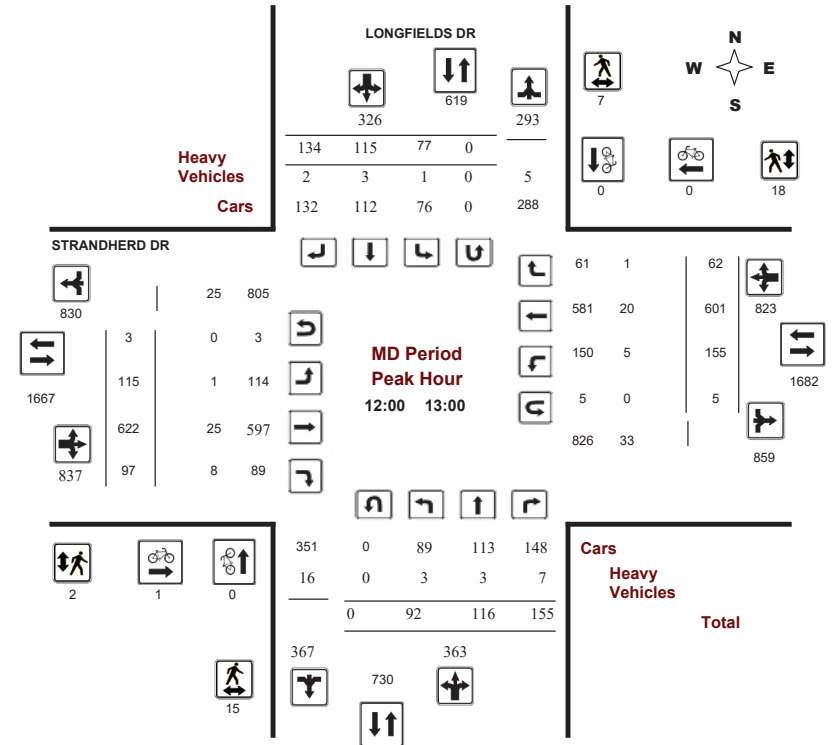 LONGFIELDS DR
N
W E
S
619
7
326 293
134 115 77 0
Heavy
Vehicles 2 3 1 0 5
Cars 132 112 76 0 288
0 0 18
STRANDHERD DR
830
25 805
61 1 62
3 0 3
581 20 601 823
1667
115 1 114
MD Period
Peak Hour
12:00 13:00
150 5 155
1682
5 0 5
622 25 597
826 33
859
837 97 8 89
351 0 89 113 148 Cars
16 0 3 3 7 Heavy
Vehicles
2 1 0
0 92 116 155 Total
367 363
730
15